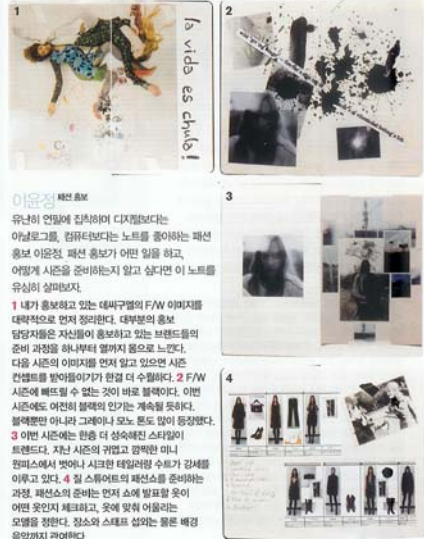 1
la vida es chula!
2
3
이윤정 패션 홍보
유난히 연필에 집착하며 디지털보다는
아날로그를, 컴퓨터보다는 노트를 좋아하는 패션
홍보 이윤정. 패션 홍보가 어떤 일을 하고,
어떻게 시즌을 준비하는지 알고 싶다면 이 노트를
유심히 살펴보자.
1 내가 홍보하고 있는 데씨구엘의 F/W 이미지를
대략적으로 먼저 정리한다. 대부분의 홍보
담당자들은 자신들이 홍보하고 있는 브랜드들의
준비 과정을 하나부터 열까지 몸으로 느낀다.
다음 시즌의 이미지를 먼저 알고 있으면 시즌
컨셉트를 받아들이기가 한결 더 수월하다. 2 F/W
시즌에 빠뜨릴 수 없는 것이 바로 블랙이다. 이번
시즌에도 여전히 블랙의 인기는 계속될 듯하다.
블랙뿐만 아니라 그레이나 모노 톤도 많이 등장했다.
3 이번 시즌에는 한층 더 성숙해진 스타일이
트렌드다. 지난 시즌의 귀엽고 깜찍한 미니
원피스에서 벗어나 시크한 테일러링 수트가 강세를
이루고 있다. 4 질 스튜어트의 패션쇼를 준비하는
과정. 패션쇼의 준비는 먼저 쇼에 발표할 옷이
어떤 옷인지 체크하고, 옷에 맞춰 어울리는
모델을 정한다. 장소와 스태프 섭외는 물론 배경
음악까지 관여한다.
4